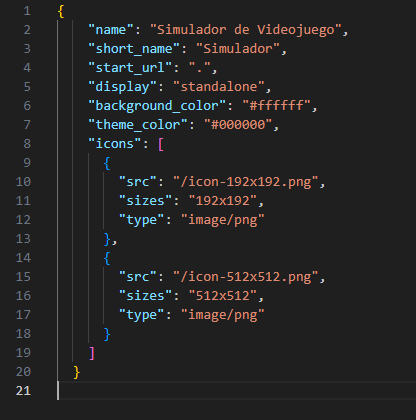 1 {
2 "name": "Simulador de Videojuego",
3 "short_name": "Simulador",
4 "start_url": ".",
5 "display": "standalone",
6 "background_color": "#ffffff",
7 "theme_color": "#000000",
8 "icons": [
9 {
10 "src": "/icon-192x192.png",
11 "sizes": "192x192",
12 "type": "image/png"
13 },
14 {
15 "src": "/icon-512x512.png",
16 "sizes": "512x512",
17 "type": "image/png"
18 }
19 ]
20 }
21